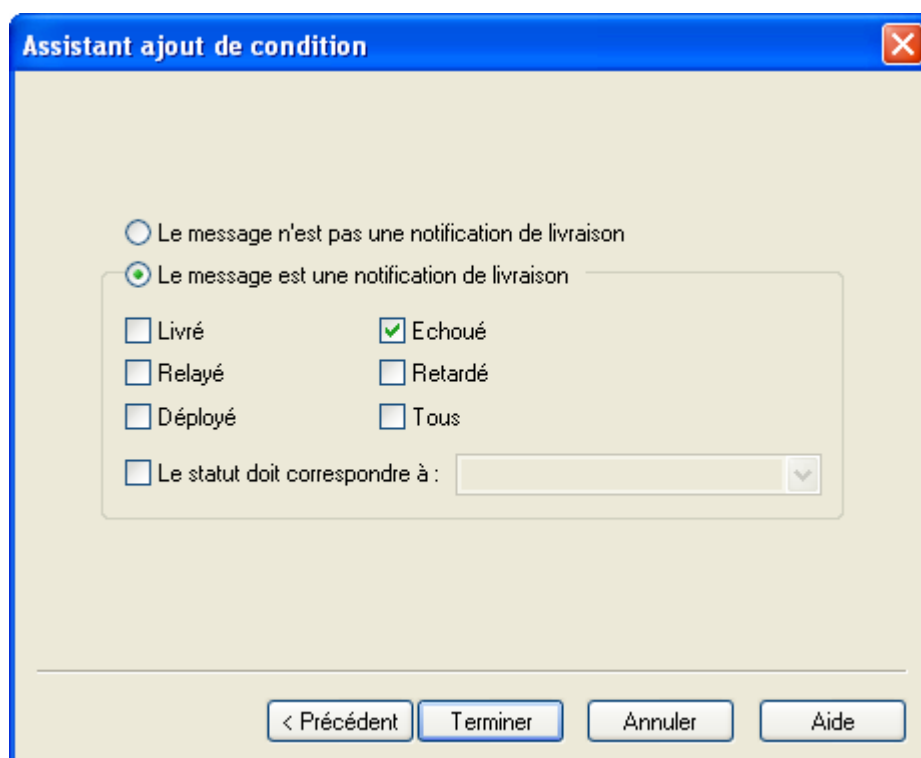 Assistant ajout de condition
Le message n'est pas une notification de livraison
Le message est une notification de livraison
Livré
Echoué
Relayé
Retardé
Déployé
Tous
Le statut doit correspondre à :
< Précédent
Terminer
Annuler
Aide